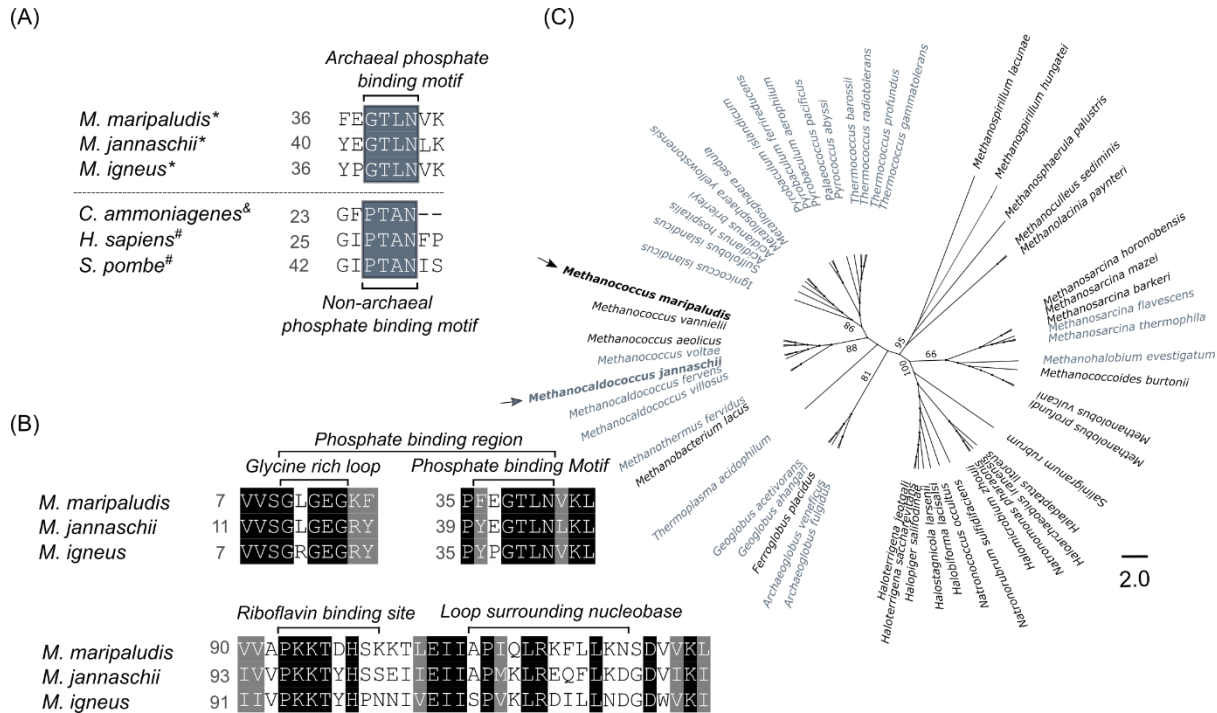 (A)
Archaeal phosphate
binding motif
M. maripaludis* 36 FEGTLNVK
M. jannaschii* 40 YEGTLNLK
M. igneus* 36 YPGTLNVK
C. ammoniagenes& 23 GFPTAN--
H. sapiens# 25 GIPTANFP
S. pombe# 42 GIPTANIS
Non-archaeal
phosphate binding motif
(B)
Phosphate binding region
Glycine rich loop Phosphate binding Motif
M. maripaludis 7 VVSGLGEGKF 35 PFEGTLNVKL
M. jannaschii 11 VVSGLGEGRY 39 PYEGTLNLKL
M. igneus 7 VVSGRGEGRY 35 PYPGTLNVKL
Riboflavin binding site Loop surrounding nucleobase
M. maripaludis 90 VVAPKKTDHSKKTLEIIAPIQLRKFLLKNSDVVKL
M. jannaschii 93 IVVPKKTYHSSEIIEIIAPMKLREQFLKDGDVIKI
M. igneus 91 IIVPKKTYHPNNIVEIISPVKLRDILLNDGDWVKI
(C)
Methanospirillum lacunae
Methanospirillum hungatei
Methanosphaerula palustris
Methanoculleus sediminis
Methanolacinia paynteri
Methanosarcina horonobensis
Methanosarcina mazei
Methanosarcina barkeri
Methanosarcina flavescens
Methanosarcina thermophila
Methanohalobium evestigatum
Methanococcoides burtonii
Methanolobus vulcani
Methanolobus profundi
Salinigranum rubrum
Haladaptatus litoreus
Haloarchaeobius iranensis
Natronomonas pharaonis
Halomicrobium zhouii
Natronorubrum sulfidifaciens
Natronococcus occultus
Halobiforma lacisalsi
Halostagnicola larsenii
Halopiger salifodinae
Haloterrigena saccharevitans
Haloterrigena jeotgali
Archaeoglobus fulgidus
Archaeoglobus veneficus
Ferroglobus placidus
Geoglobus ahangari
Geoglobus acetivorans
Thermoplasma acidophilum
Methanobacterium lacus
Methanothermus fervidus
Methanocaldococcus villosus
Methanocaldococcus fervens
Methanocaldococcus jannaschii
Methanococcus voltae
Methanococcus aeolicus
Methanococcus vannielii
Methanococcus maripaludis
Ignicoccus islandicus
Sulfolobus islandicus
Acidianus hospitalis
Acidianus brierleyi
Metallosphaera yellowstonensis
Metallosphaera sedula
Pyrobaculum islandicum
Pyrobaculum ferrireducens
Pyrobaculum aerophilum
Palaeococcus pacificus
Pyrococcus abyssi
Thermococcus barossii
Thermococcus radiotolerans
Thermococcus profundus
Thermococcus gammatolerans
98
88
81
95
100
66
2.0